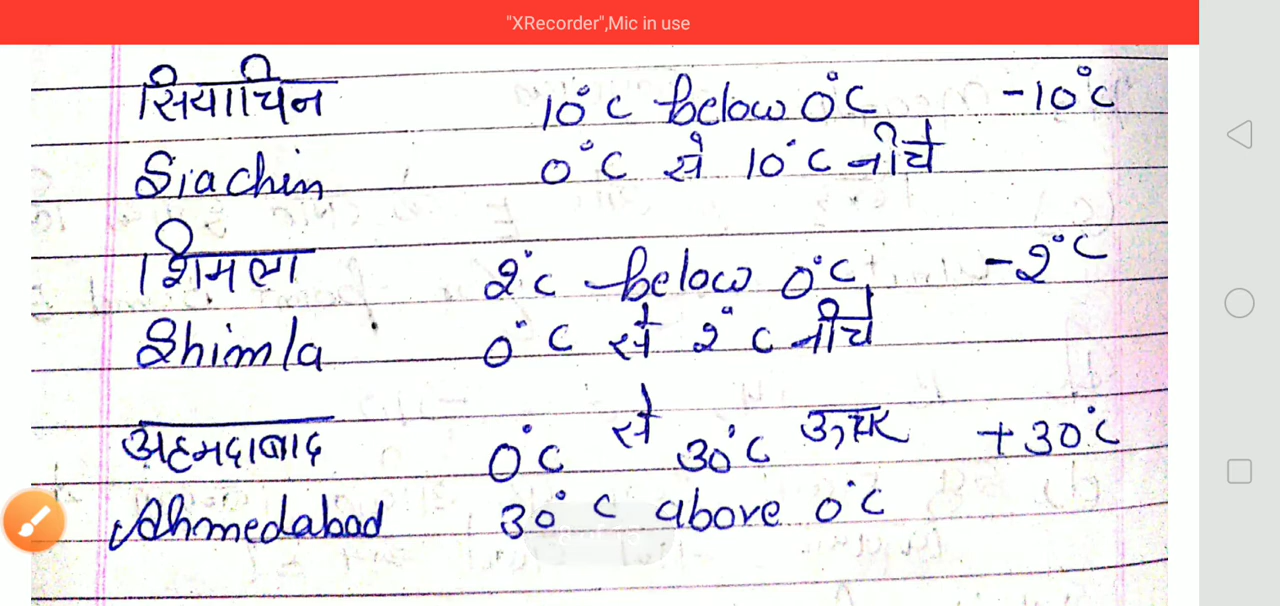 "XRecorder",Mic in use
सियाचिन 10°C below 0°C -10°C
Siachin 0°C से 10°C नीचे
शिमला 2°C below 0°C -2°C
Shimla 0°C से 2°C नीचे
अहमदाबाद 0°C से 30°C ऊपर +30°C
Ahmedabad 30°C above 0°C